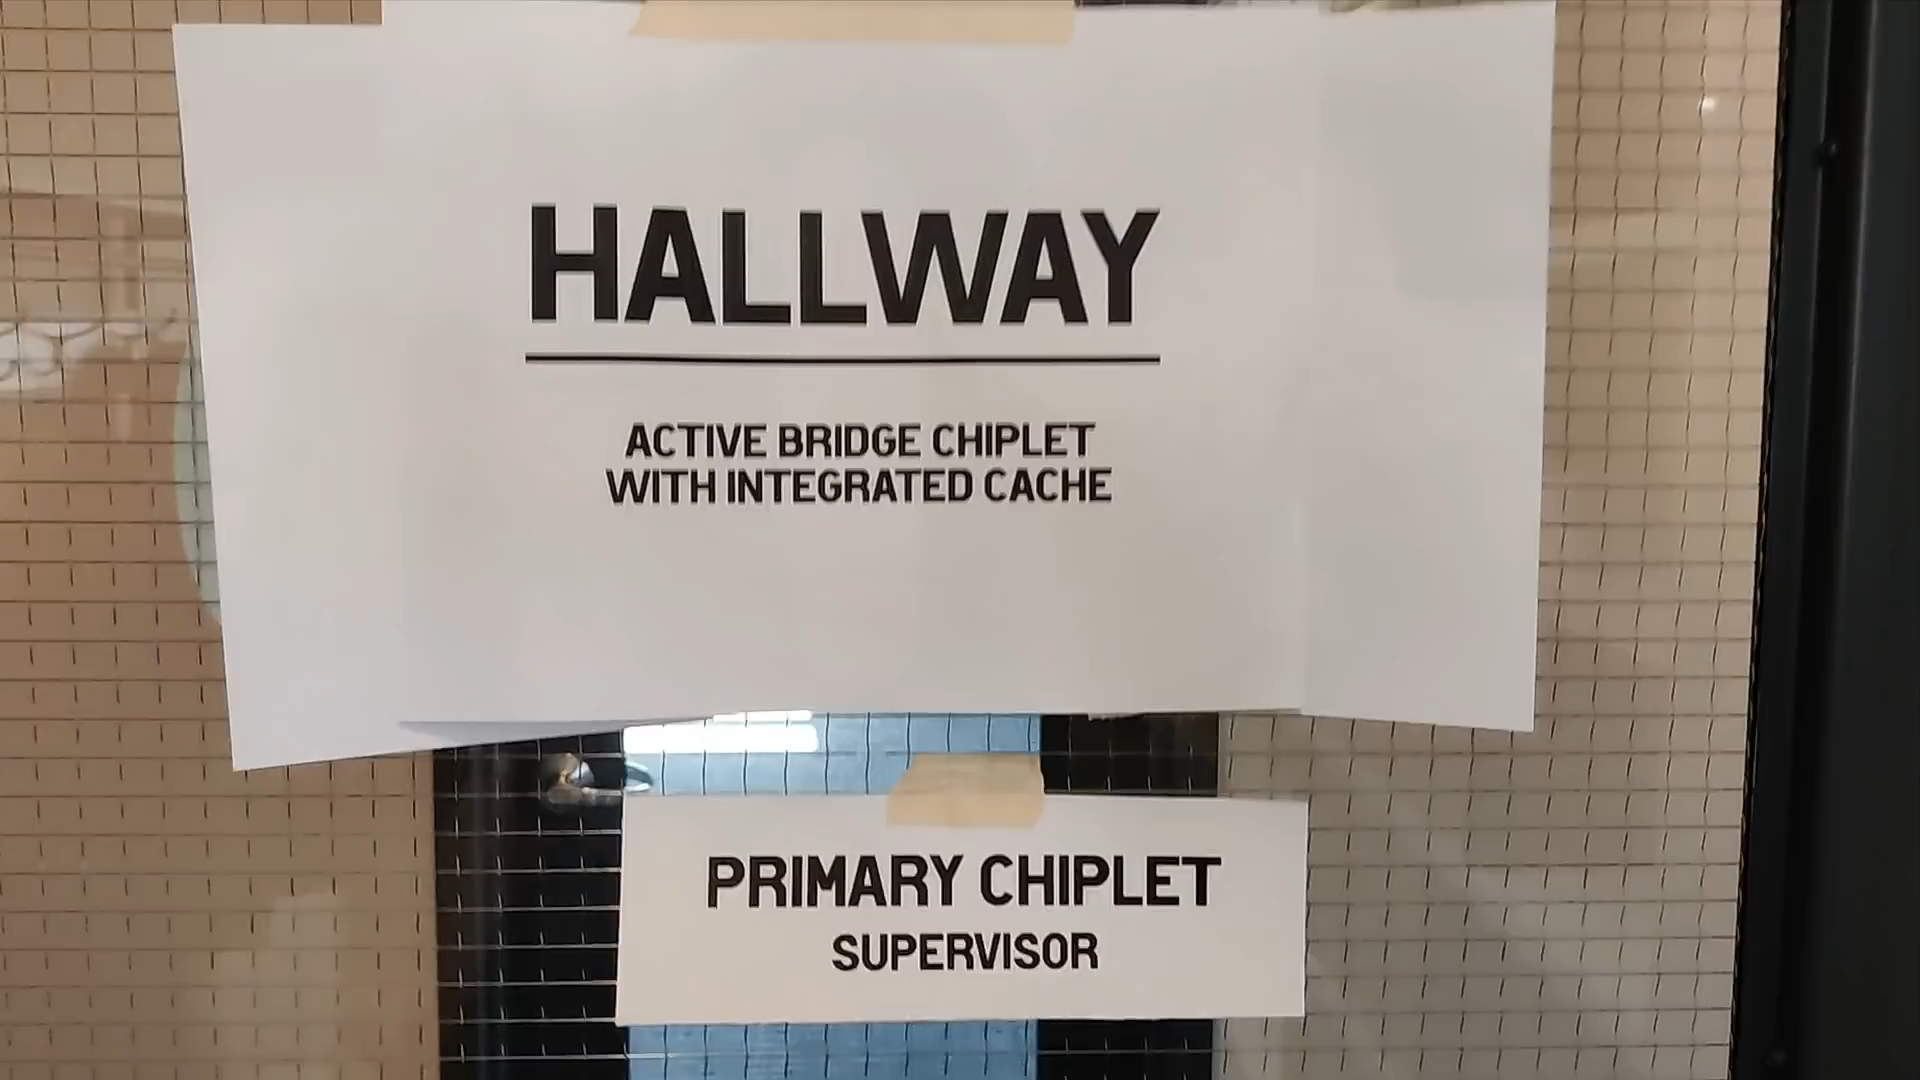 HALLWAY
ACTIVE BRIDGE CHIPLET
WITH INTEGRATED CACHE
PRIMARY CHIPLET
SUPERVISOR